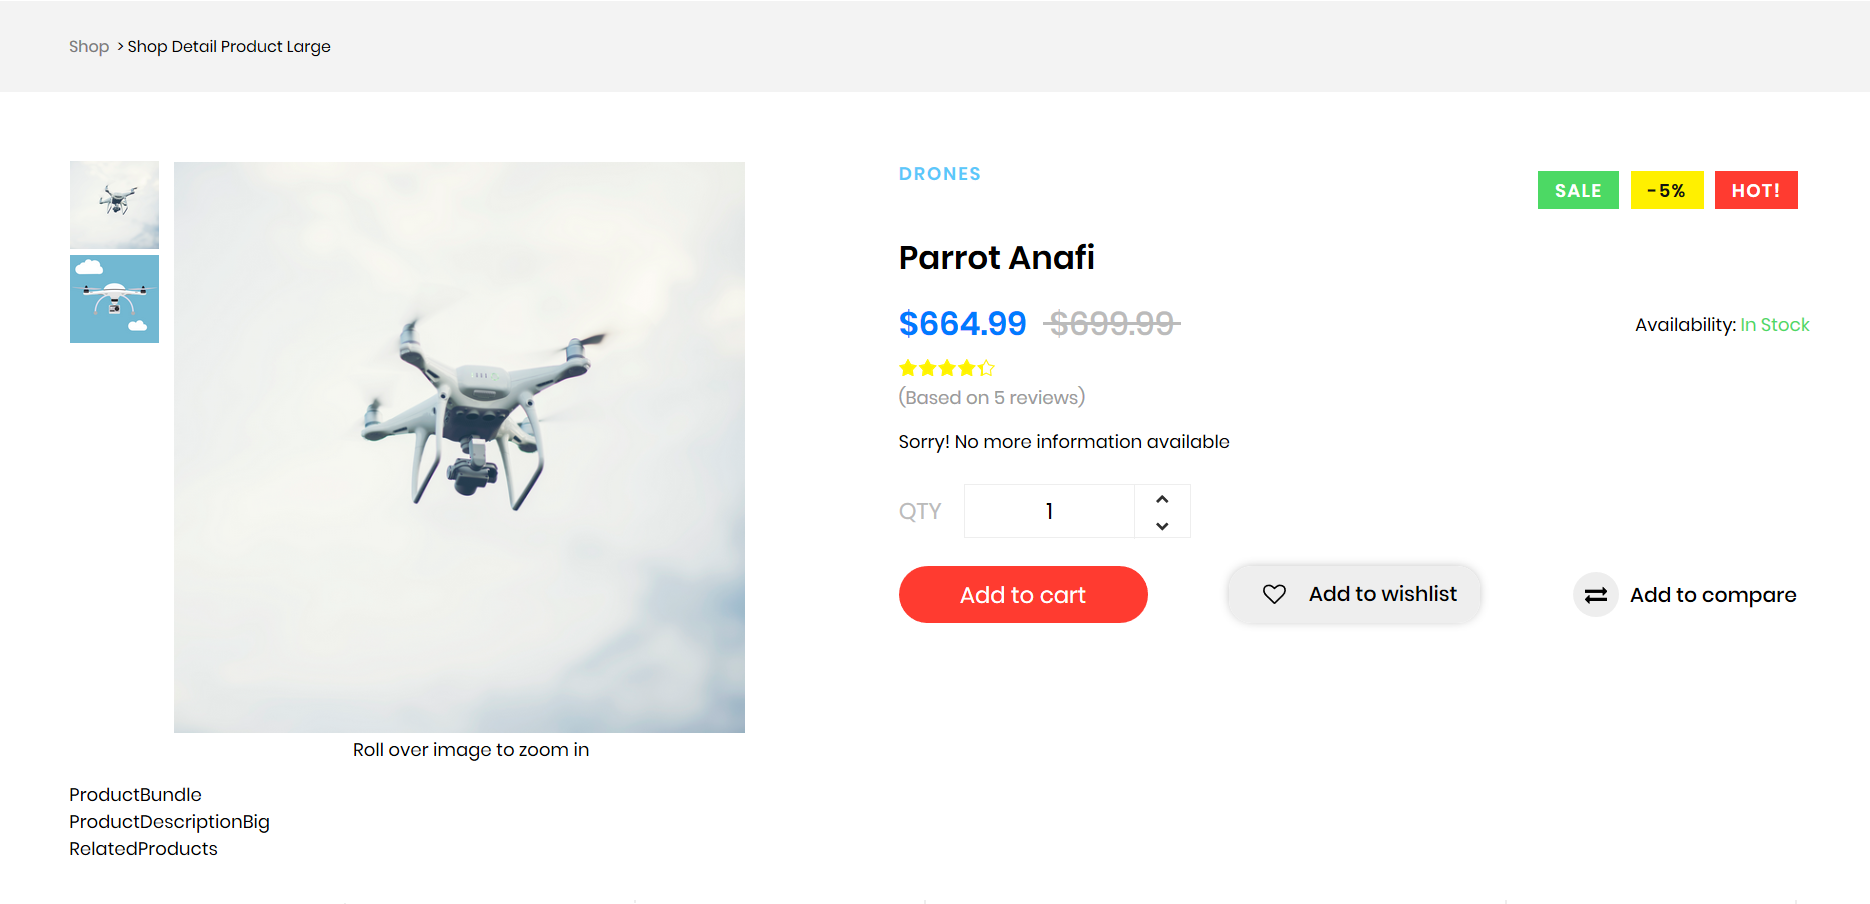 Shop > Shop Detail Product Large
DRONES
SALE
-5%
HOT!
Parrot Anafi
$664.99 $699.99
Availability: In Stock
(Based on 5 reviews)
Sorry! No more information available
QTY 1
Add to cart
Add to wishlist
Add to compare
Roll over image to zoom in
ProductBundle
ProductDescriptionBig
RelatedProducts